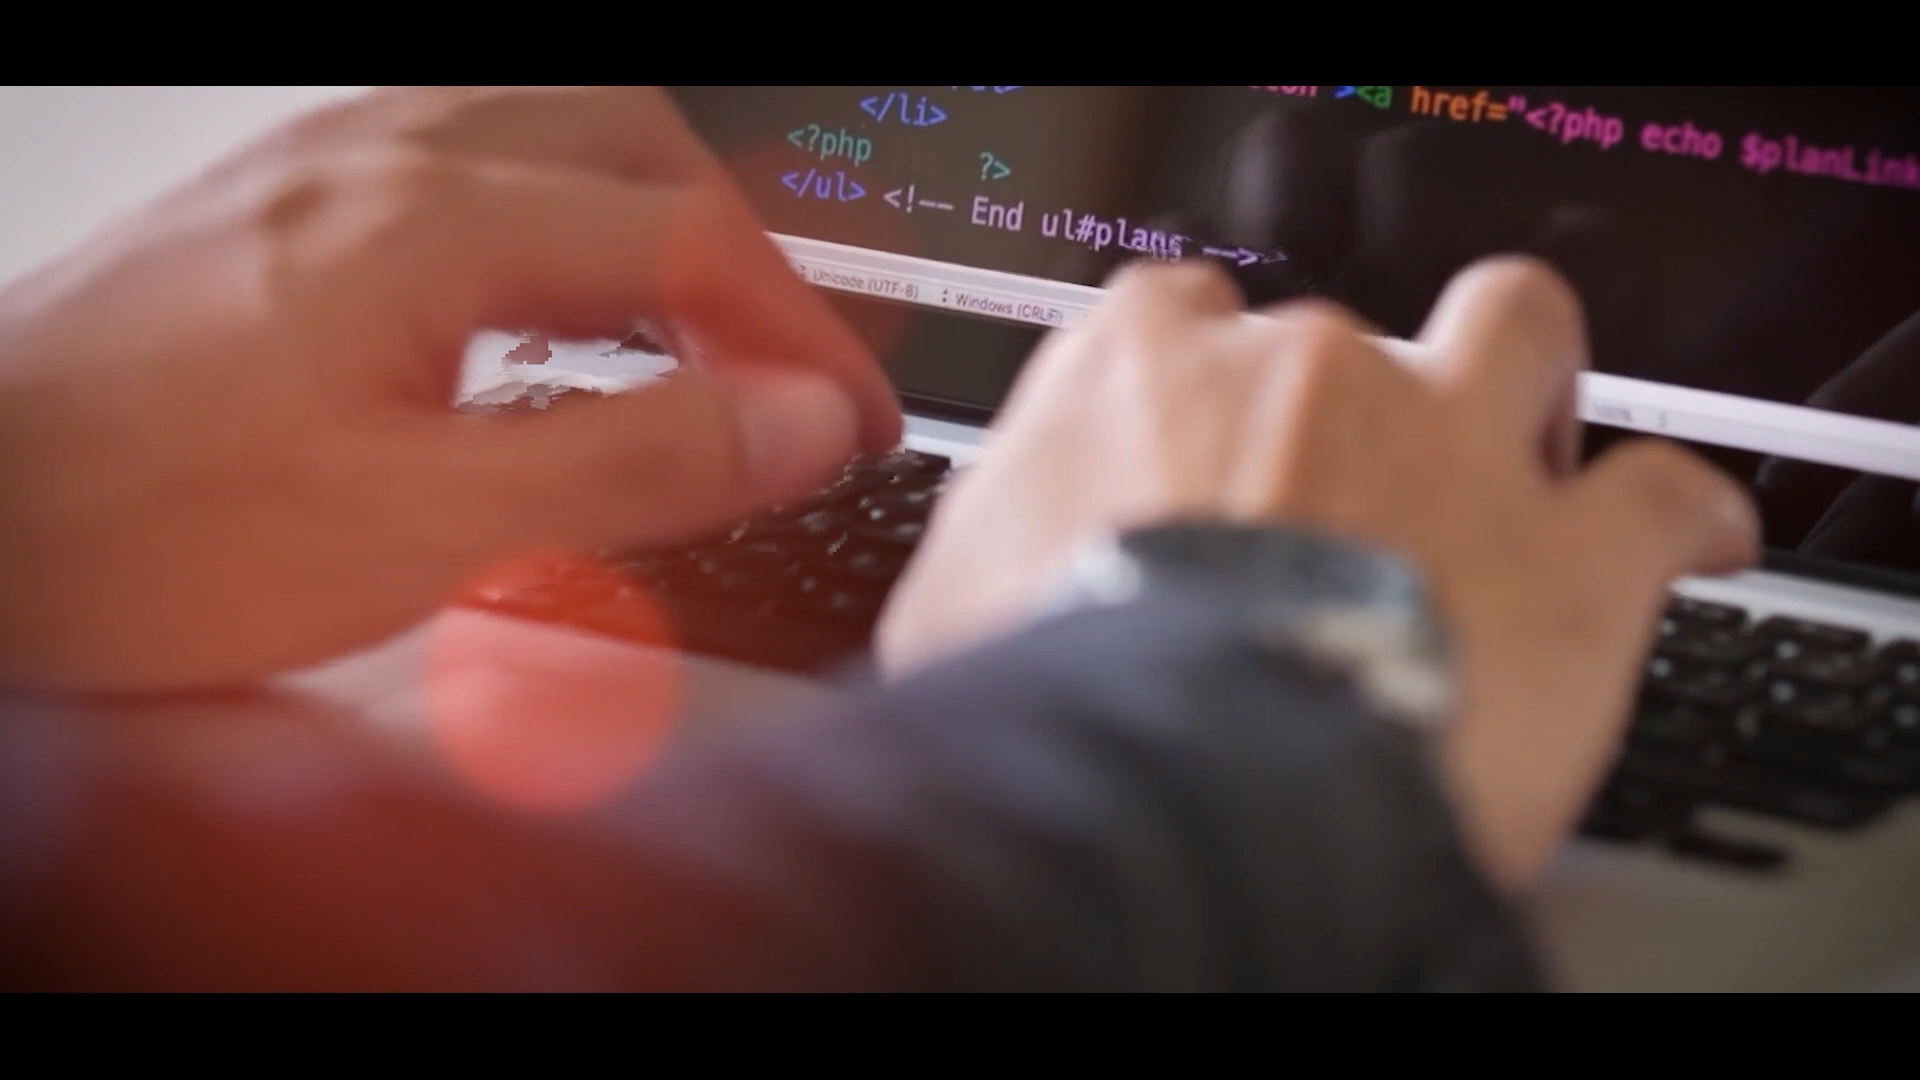 </li>
><a href="<?php echo $planLink
<?php ?>
</ul> <!-- End ul#plans -->
Unicode (UTF-8) Windows (CRLF)